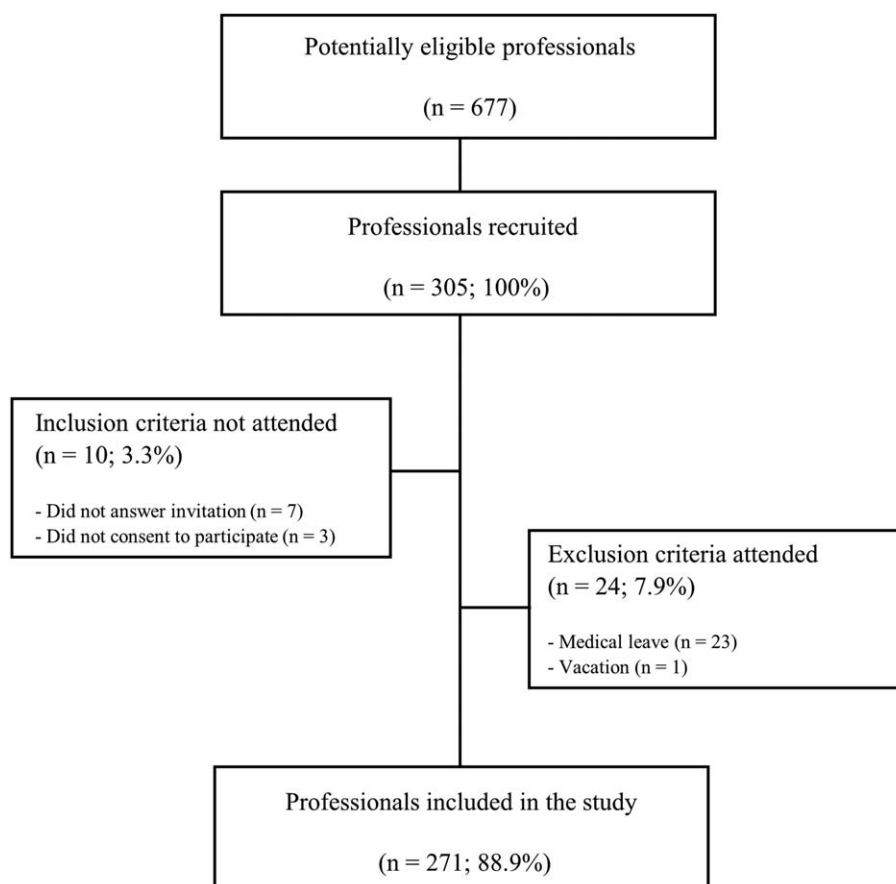 Potentially eligible professionals
(n = 677)
Professionals recruited
(n = 305; 100%)
Inclusion criteria not attended
(n = 10; 3.3%)
- Did not answer invitation (n = 7)
- Did not consent to participate (n = 3)
Exclusion criteria attended
(n = 24; 7.9%)
- Medical leave (n = 23)
- Vacation (n = 1)
Professionals included in the study
(n = 271; 88.9%)